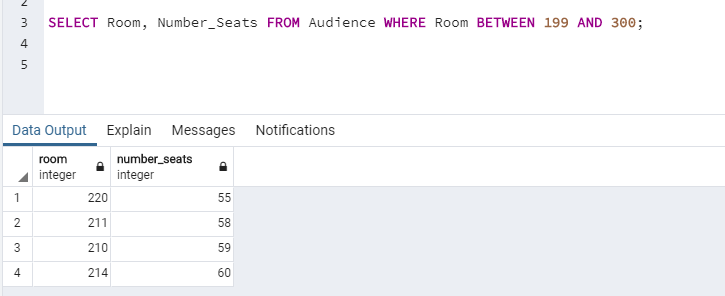 2
3 SELECT Room, Number_Seats FROM Audience WHERE Room BETWEEN 199 AND 300;
4
5
Data Output Explain Messages Notifications
room number_seats
integer integer
1 220 55
2 211 58
3 210 59
4 214 60